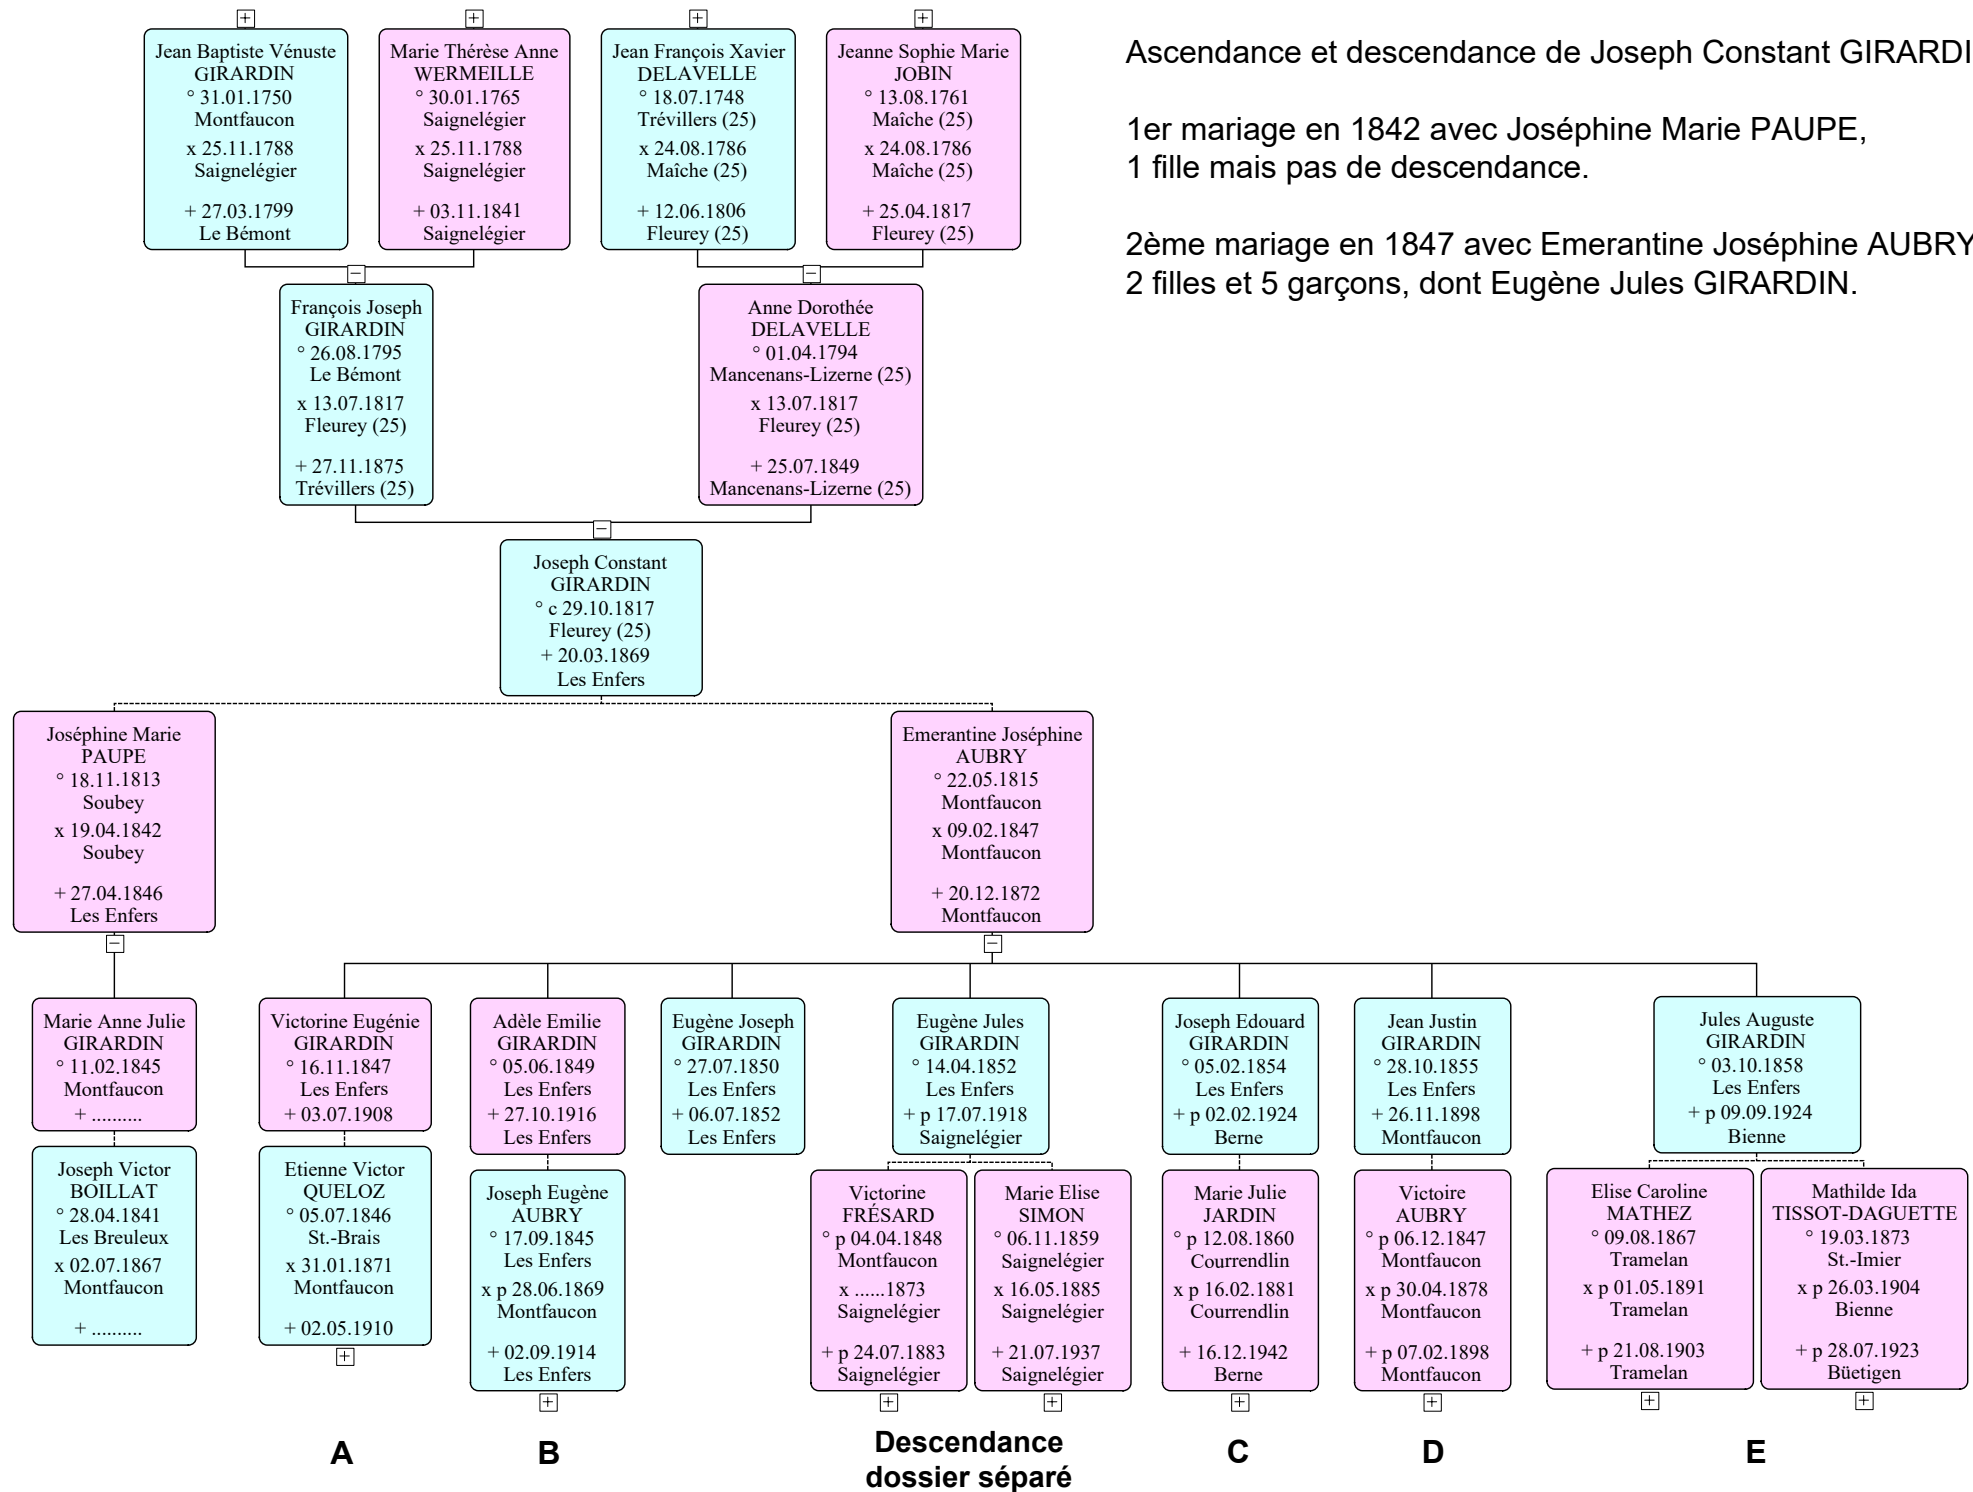 Jean Baptiste Vénuste
GIRARDIN
° 31.01.1750
Montfaucon
x 25.11.1788
Saignelégier
+ 27.03.1799
Le Bémont
Marie Thérèse Anne
WERMEILLE
° 30.01.1765
Saignelégier
x 25.11.1788
Saignelégier
+ 03.11.1841
Saignelégier
Jean François Xavier
DELAVELLE
° 18.07.1748
Trévillers (25)
x 24.08.1786
Maîche (25)
+ 12.06.1806
Fleurey (25)
Jeanne Sophie Marie
JOBIN
° 13.08.1761
Maîche (25)
x 24.08.1786
Maîche (25)
+ 25.04.1817
Fleurey (25)
Ascendance et descendance de Joseph Constant GIRARDI
1er mariage en 1842 avec Joséphine Marie PAUPE,
1 fille mais pas de descendance.
2ème mariage en 1847 avec Emerantine Joséphine AUBRY
2 filles et 5 garçons, dont Eugène Jules GIRARDIN.
François Joseph
GIRARDIN
° 26.08.1795
Le Bémont
x 13.07.1817
Fleurey (25)
+ 27.11.1875
Trévillers (25)
Anne Dorothée
DELAVELLE
° 01.04.1794
Mancenans-Lizerne (25)
x 13.07.1817
Fleurey (25)
+ 25.07.1849
Mancenans-Lizerne (25)
Joseph Constant
GIRARDIN
° c 29.10.1817
Fleurey (25)
+ 20.03.1869
Les Enfers
Joséphine Marie
PAUPE
° 18.11.1813
Soubey
x 19.04.1842
Soubey
+ 27.04.1846
Les Enfers
Emerantine Joséphine
AUBRY
° 22.05.1815
Montfaucon
x 09.02.1847
Montfaucon
+ 20.12.1872
Montfaucon
Marie Anne Julie
GIRARDIN
° 11.02.1845
Montfaucon
+ ..........
Victorine Eugénie
GIRARDIN
° 16.11.1847
Les Enfers
+ 03.07.1908
Adèle Emilie
GIRARDIN
° 05.06.1849
Les Enfers
+ 27.10.1916
Les Enfers
Eugène Joseph
GIRARDIN
° 27.07.1850
Les Enfers
+ 06.07.1852
Les Enfers
Eugène Jules
GIRARDIN
° 14.04.1852
Les Enfers
+ p 17.07.1918
Saignelégier
Joseph Edouard
GIRARDIN
° 05.02.1854
Les Enfers
+ p 02.02.1924
Berne
Jean Justin
GIRARDIN
° 28.10.1855
Les Enfers
+ 26.11.1898
Montfaucon
Jules Auguste
GIRARDIN
° 03.10.1858
Les Enfers
+ p 09.09.1924
Bienne
Joseph Victor
BOILLAT
° 28.04.1841
Les Breuleux
x 02.07.1867
Montfaucon
+ ..........
Etienne Victor
QUELOZ
° 05.07.1846
St.-Brais
x 31.01.1871
Montfaucon
+ 02.05.1910
Joseph Eugène
AUBRY
° 17.09.1845
Les Enfers
x p 28.06.1869
Montfaucon
+ 02.09.1914
Les Enfers
Victorine
FRÉSARD
° p 04.04.1848
Montfaucon
x ......1873
Saignelégier
+ p 24.07.1883
Saignelégier
Marie Elise
SIMON
° 06.11.1859
Saignelégier
x 16.05.1885
Saignelégier
+ 21.07.1937
Saignelégier
Marie Julie
JARDIN
° p 12.08.1860
Courrendlin
x p 16.02.1881
Courrendlin
+ 16.12.1942
Berne
Victoire
AUBRY
° p 06.12.1847
Montfaucon
x p 30.04.1878
Montfaucon
+ p 07.02.1898
Montfaucon
Elise Caroline
MATHEZ
° 09.08.1867
Tramelan
x p 01.05.1891
Tramelan
+ p 21.08.1903
Tramelan
Mathilde Ida
TISSOT-DAGUETTE
° 19.03.1873
St.-Imier
x p 26.03.1904
Bienne
+ p 28.07.1923
Büetigen
A
B
Descendance
dossier séparé
C
D
E